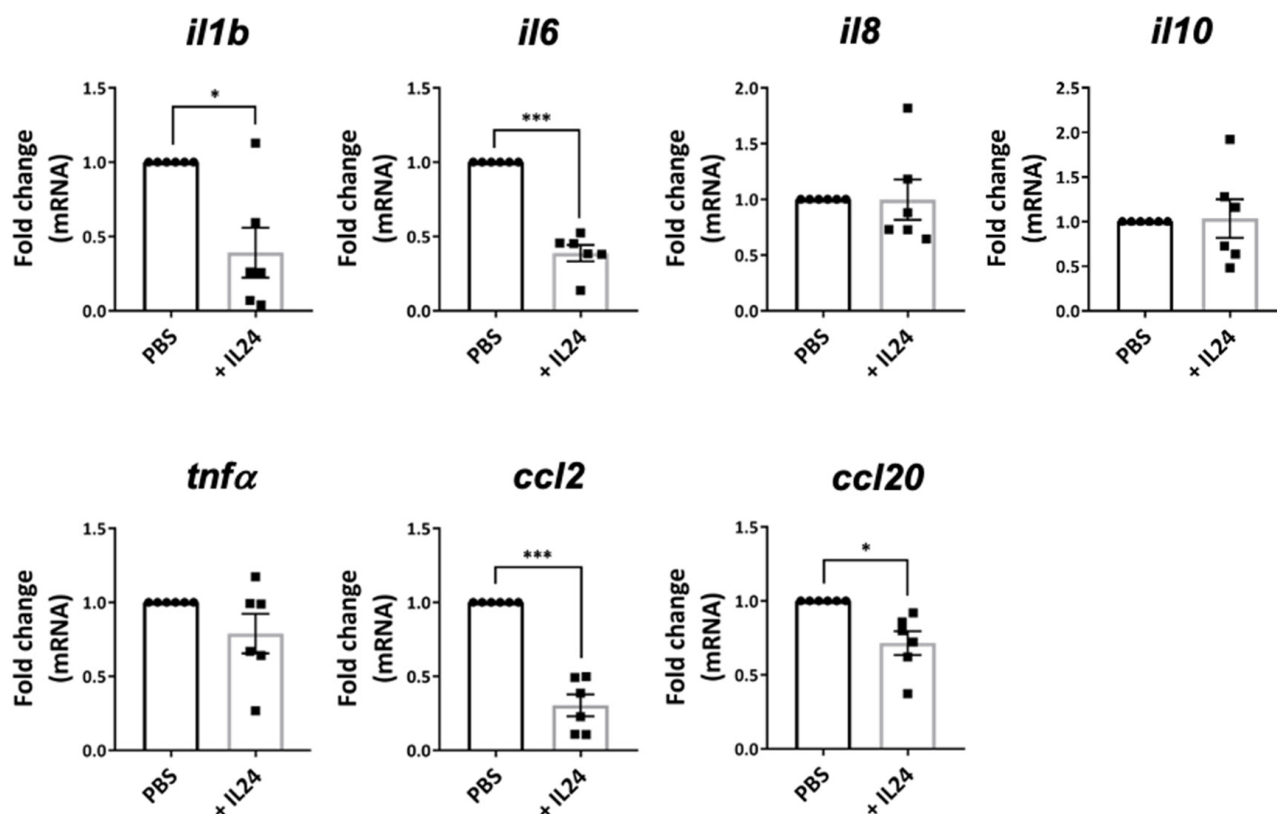 il1b
il6
il8
il10
Fold change
(mRNA)
1.5
1.0
0.5
0.0
*
PBS
+ IL24
Fold change
(mRNA)
1.5
1.0
0.5
0.0
***
PBS
+ IL24
Fold change
(mRNA)
2.0
1.5
1.0
0.5
0.0
PBS
+ IL24
Fold change
(mRNA)
2.5
2.0
1.5
1.0
0.5
0.0
PBS
+ IL24
tnfα
ccl2
ccl20
Fold change
(mRNA)
1.5
1.0
0.5
0.0
PBS
+ IL24
Fold change
(mRNA)
1.5
1.0
0.5
0.0
***
PBS
+ IL24
Fold change
(mRNA)
1.5
1.0
0.5
0.0
*
PBS
+ IL24